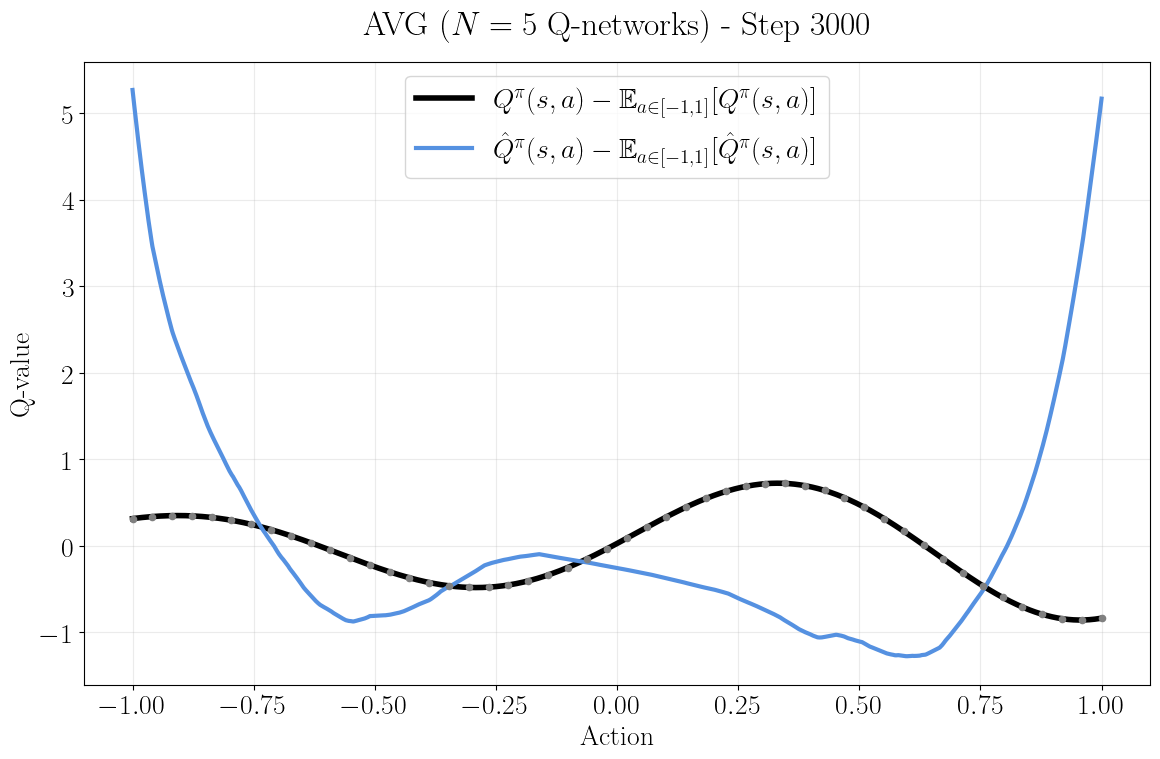 AVG (N = 5 Q-networks) - Step 3000
Q^π(s, a) − 𝔼_{a∈[−1,1]}[Q^π(s, a)]
Q̂^π(s, a) − 𝔼_{a∈[−1,1]}[Q̂^π(s, a)]
Q-value
5
4
3
2
1
0
−1
−1.00 −0.75 −0.50 −0.25 0.00 0.25 0.50 0.75 1.00
Action